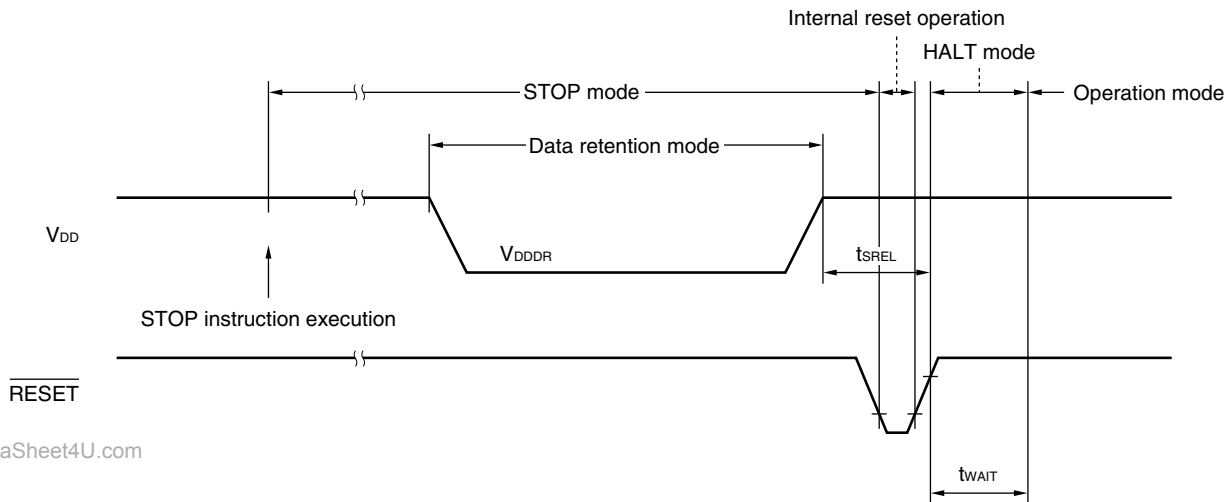 Internal reset operation
HALT mode
STOP mode
Operation mode
Data retention mode
VDD
VDDDR
tSREL
STOP instruction execution
RESET
aSheet4U.com
tWAIT